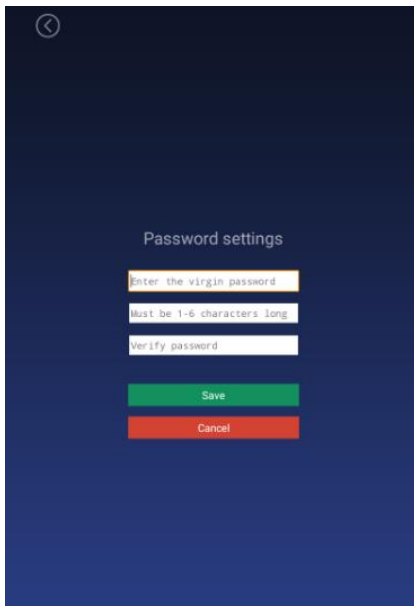 Password settings
Enter the virgin password
Must be 1-6 characters long
Verify password
Save
Cancel